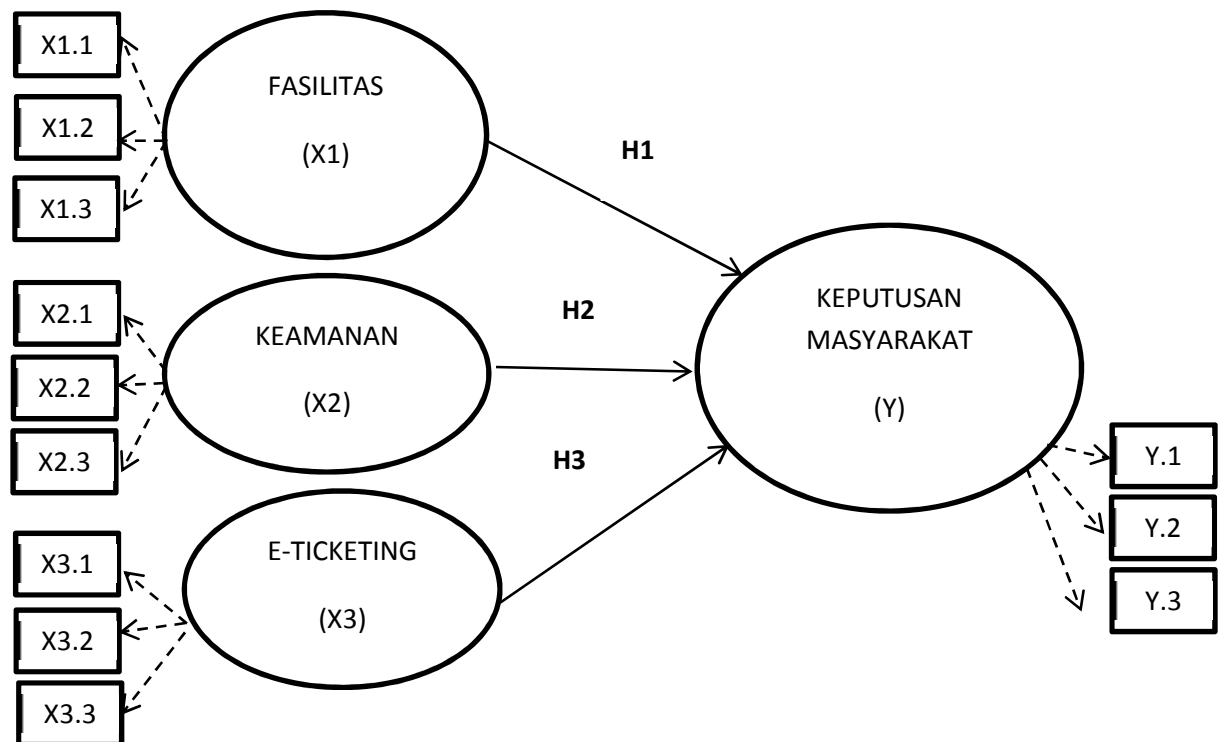 X1.1
X1.2
X1.3
FASILITAS
(X1)
H1
X2.1
X2.2
X2.3
KEAMANAN
(X2)
H2
KEPUTUSAN
MASYARAKAT
(Y)
H3
X3.1
X3.2
X3.3
E-TICKETING
(X3)
Y.1
Y.2
Y.3